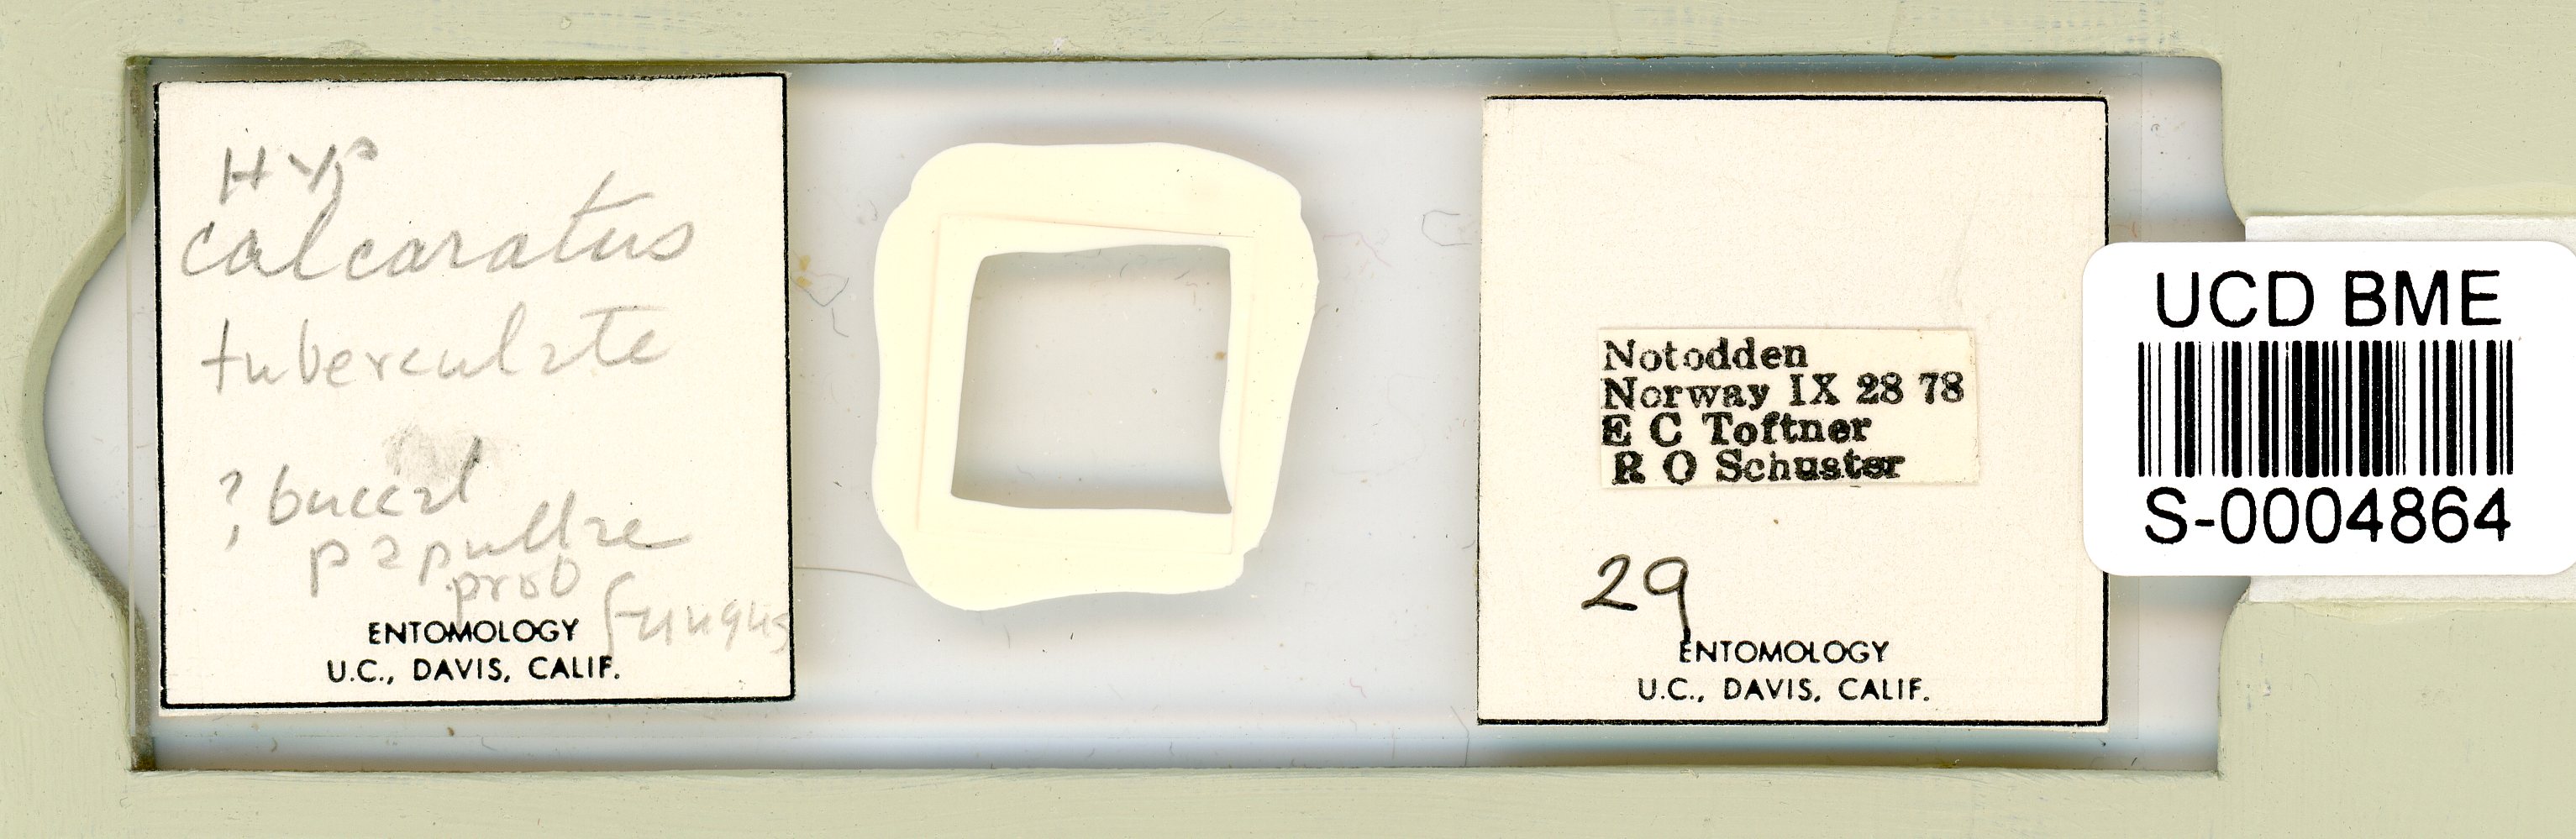 Hyp
calcaratus
tuberculate
? buccal
papullae
prob
fungus
ENTOMOLOGY
U.C., DAVIS, CALIF.
Notodden
Norway IX 28 78
E C Toftner
R O Schuster
29
ENTOMOLOGY
U.C., DAVIS, CALIF.
UCD BME
S-0004864